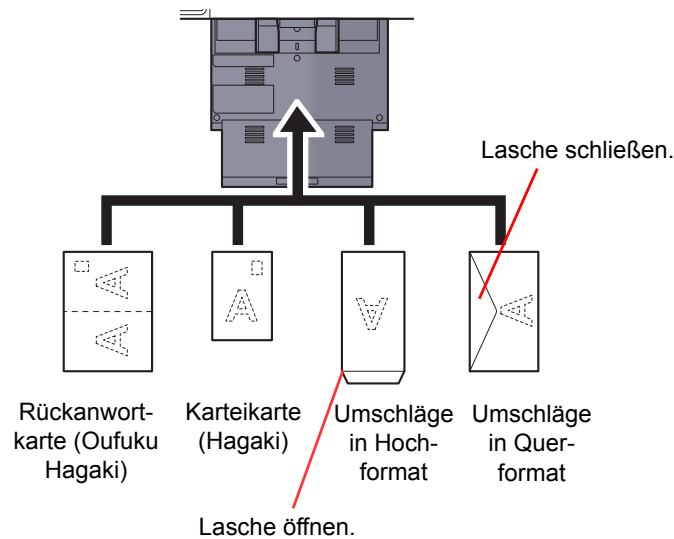 Lasche schließen.
A
A
A
A
A
Rückanwort-
karte (Oufuku
Hagaki)
Karteikarte
(Hagaki)
Umschläge
in Hoch-
format
Umschläge
in Quer-
format
Lasche öffnen.